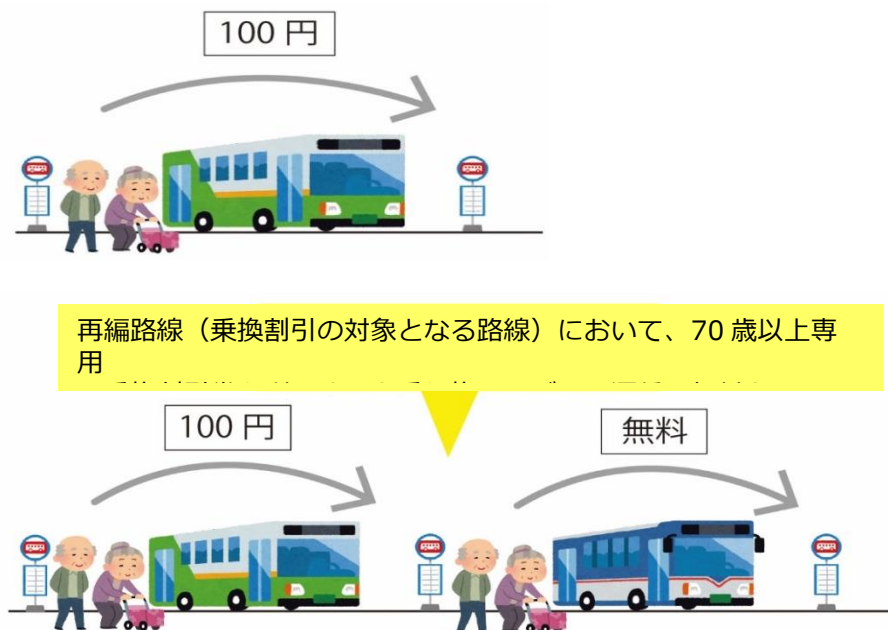 100 円
再編路線（乗換割引の対象となる路線）において、70 歳以上専
用
100 円
無料